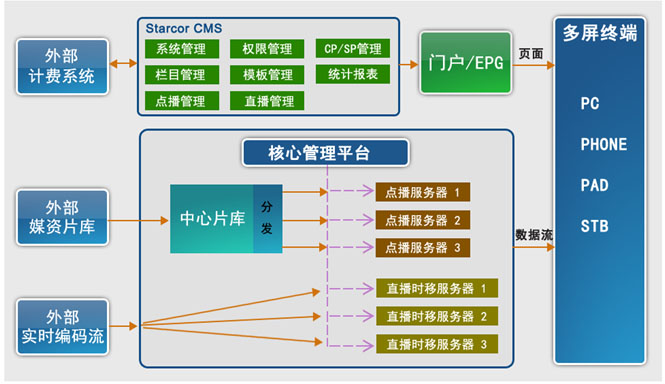 Starcor CMS
外部
计费系统
系统管理
权限管理
CP/SP管理
栏目管理
模板管理
统计报表
点播管理
直播管理
门户/EPG
页面
多屏终端
PC
PHONE
PAD
STB
核心管理平台
外部
媒资片库
中心片库
分
发
点播服务器 1
点播服务器 2
点播服务器 3
数据流
外部
实时编码流
直播时移服务器 1
直播时移服务器 2
直播时移服务器 3